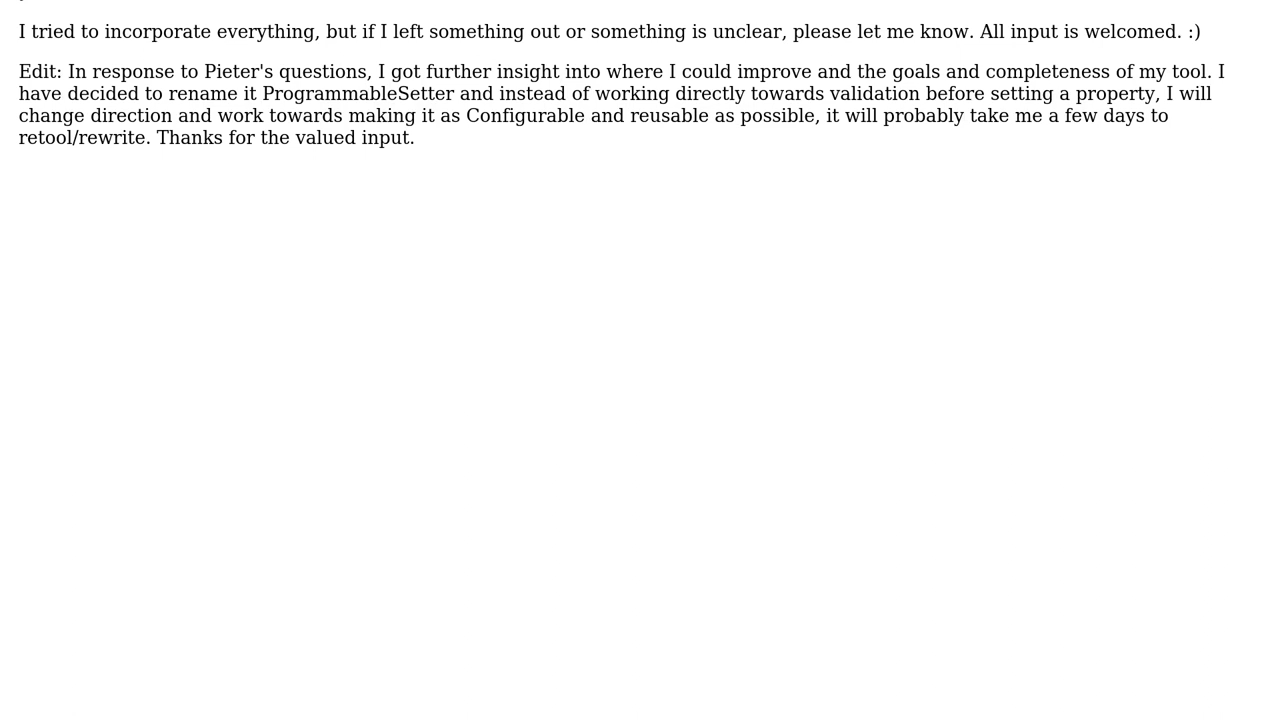 I tried to incorporate everything, but if I left something out or something is unclear, please let me know. All input is welcomed. :)
Edit: In response to Pieter's questions, I got further insight into where I could improve and the goals and completeness of my tool. I
have decided to rename it ProgrammableSetter and instead of working directly towards validation before setting a property, I will
change direction and work towards making it as Configurable and reusable as possible, it will probably take me a few days to
retool/rewrite. Thanks for the valued input.